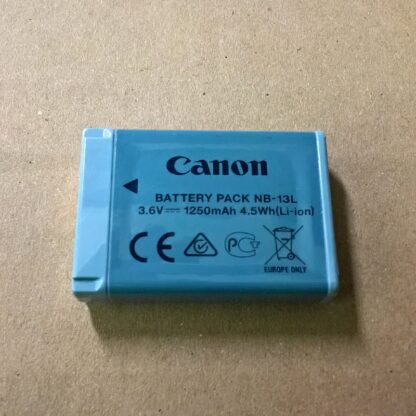 Canon
BATTERY PACK NB-13L
3.6V⎓ 1250mAh 4.5Wh(Li-ion)
CE
EUROPE ONLY